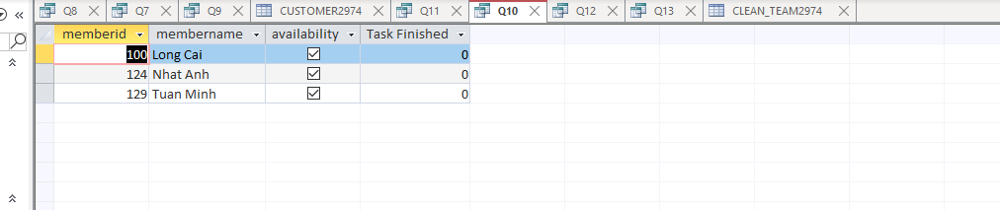 Q8 Q7 Q9 CUSTOMER2974 Q11 Q10 Q12 Q13 CLEAN_TEAM2974
memberid membername availability Task Finished
100 Long Cai 0
124 Nhat Anh 0
129 Tuan Minh 0